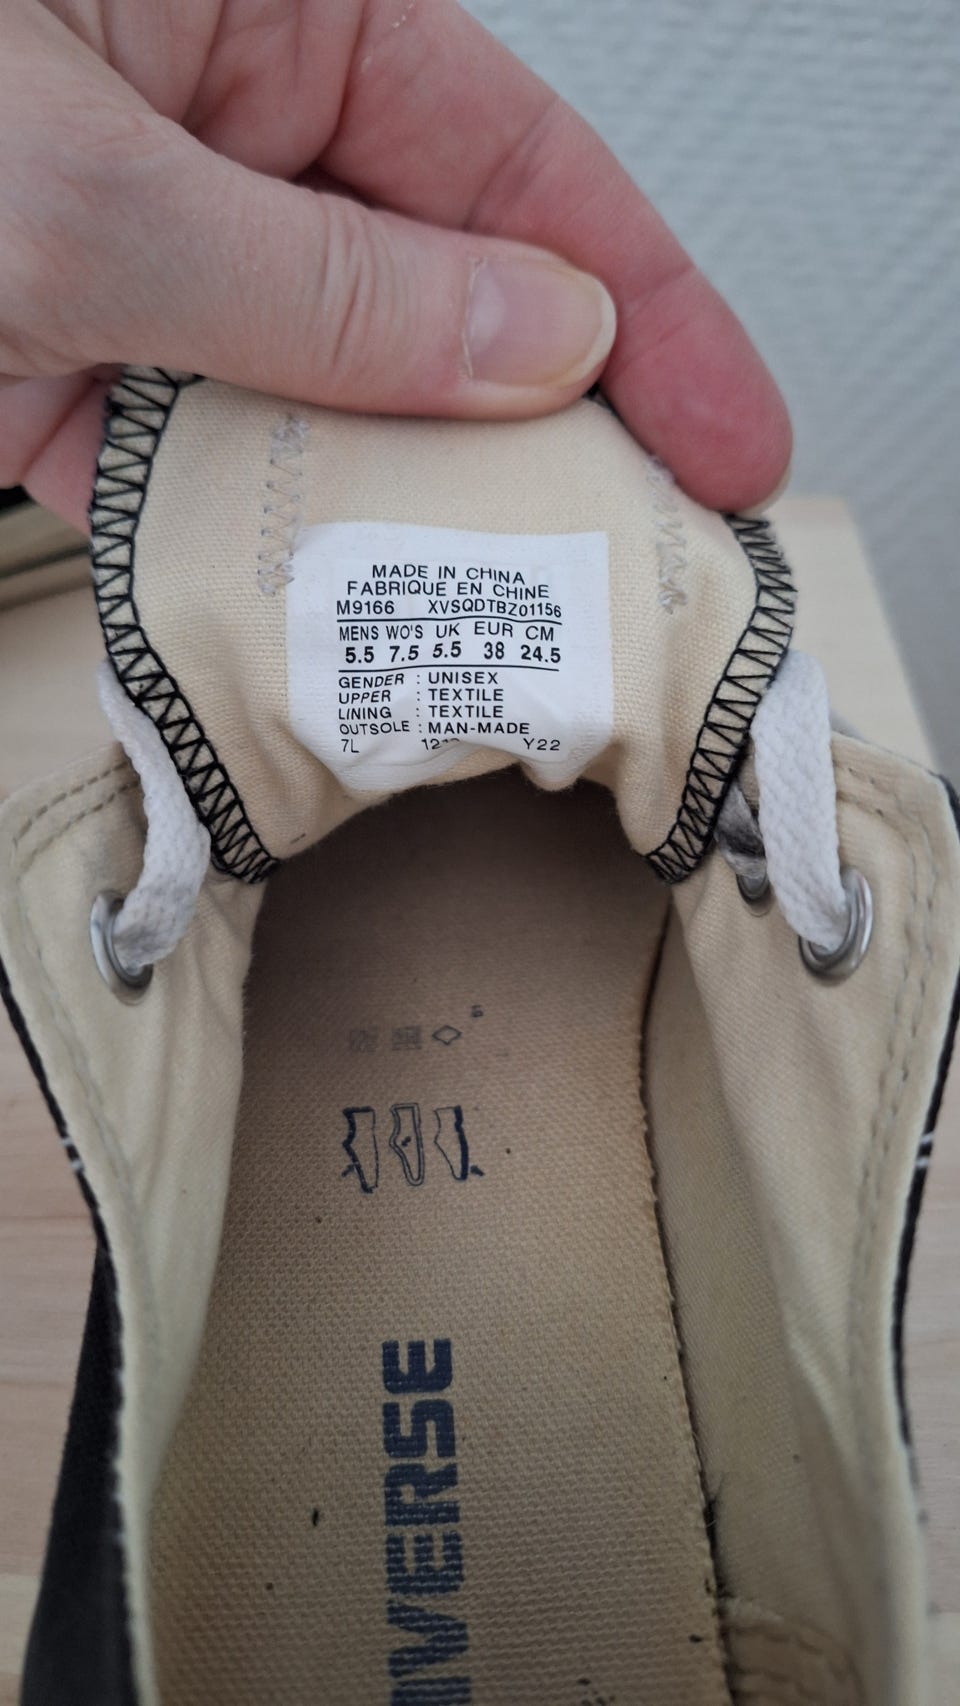 MADE IN CHINA
FABRIQUE EN CHINE
M9166 XVSQDTBZ01156
MENS WO'S UK EUR CM
5.5 7.5 5.5 38 24.5
GENDER : UNISEX
UPPER : TEXTILE
LINING : TEXTILE
OUTSOLE : MAN-MADE
7L Y22
VERSE